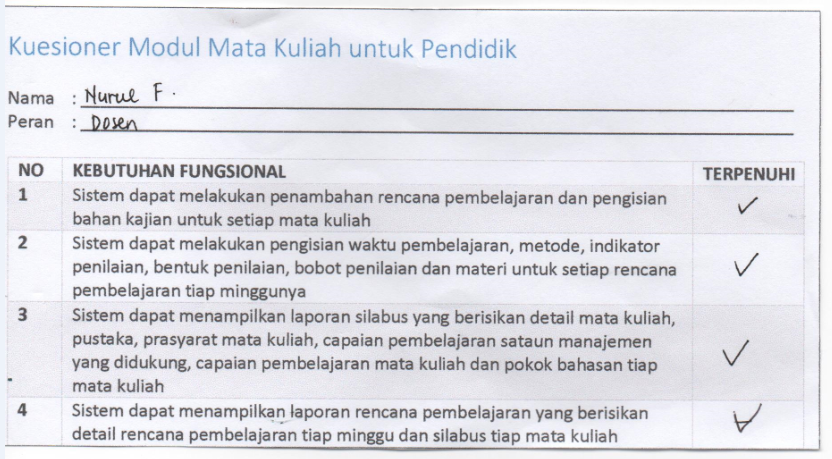 Kuesioner Modul Mata Kuliah untuk Pendidik
Nama : Nurul F.
Peran : Dosen
NO KEBUTUHAN FUNGSIONAL TERPENUHI
1 Sistem dapat melakukan penambahan rencana pembelajaran dan pengisian ✓
bahan kajian untuk setiap mata kuliah
2 Sistem dapat melakukan pengisian waktu pembelajaran, metode, indikator
penilaian, bentuk penilaian, bobot penilaian dan materi untuk setiap rencana ✓
pembelajaran tiap minggunya
3 Sistem dapat menampilkan laporan silabus yang berisikan detail mata kuliah,
pustaka, prasyarat mata kuliah, capaian pembelajaran sataun manajemen
yang didukung, capaian pembelajaran mata kuliah dan pokok bahasan tiap ✓
mata kuliah
4 Sistem dapat menampilkan laporan rencana pembelajaran yang berisikan ✓
detail rencana pembelajaran tiap minggu dan silabus tiap mata kuliah